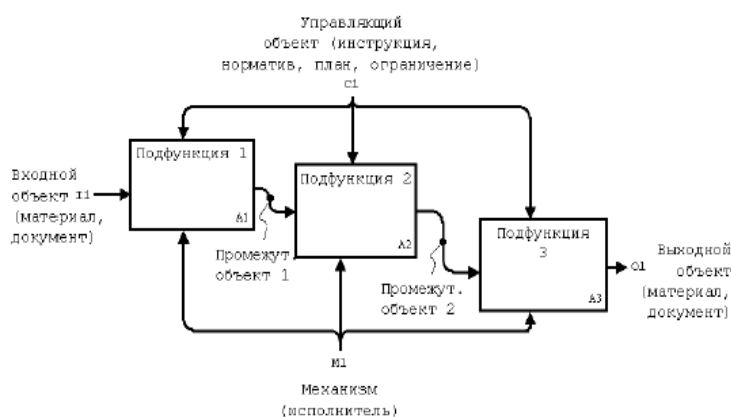 Управляющий
объект (инструкция,
норматив, план, ограничение)
C1
Подфункция 1
A1
Входной
объект I1
(материал,
документ)
Промежут.
объект 1
Подфункция 2
A2
Промежут.
объект 2
Подфункция
3
A3
O1
Выходной
объект
(материал,
документ)
M1
Механизм
(исполнитель)